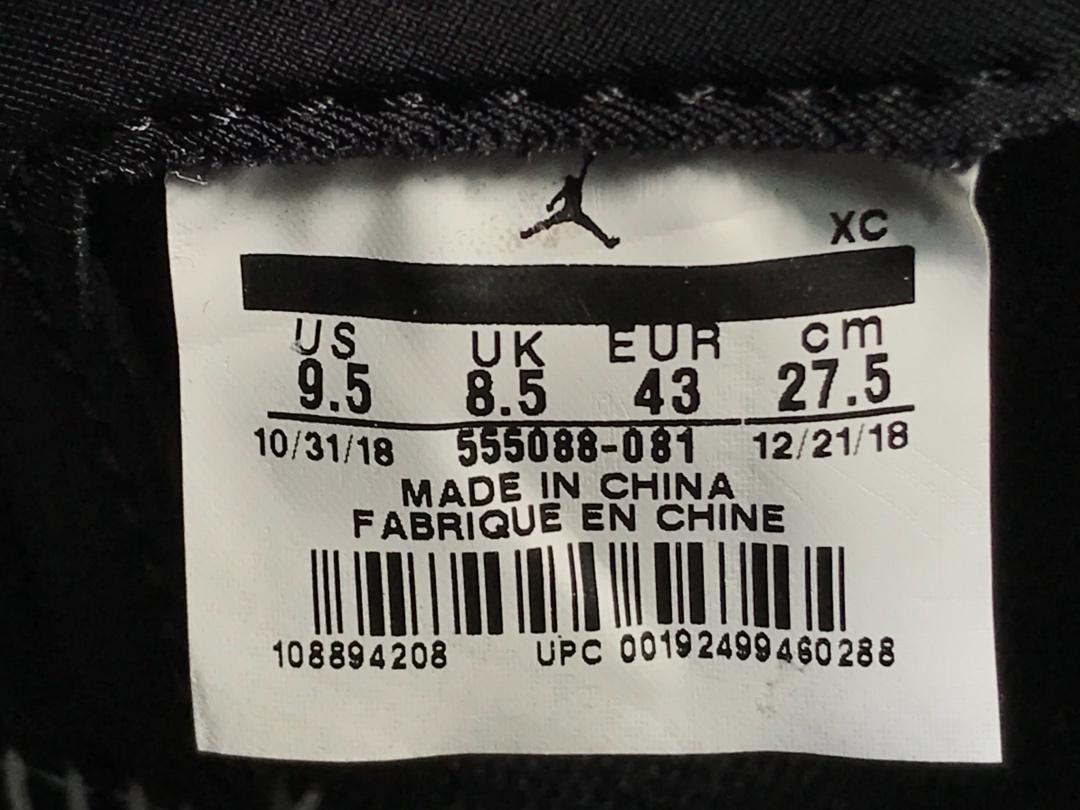 XC
US UK EUR cm
9.5 8.5 43 27.5
10/31/18 555088-081 12/21/18
MADE IN CHINA
FABRIQUE EN CHINE
108894208 UPC 00192499460288